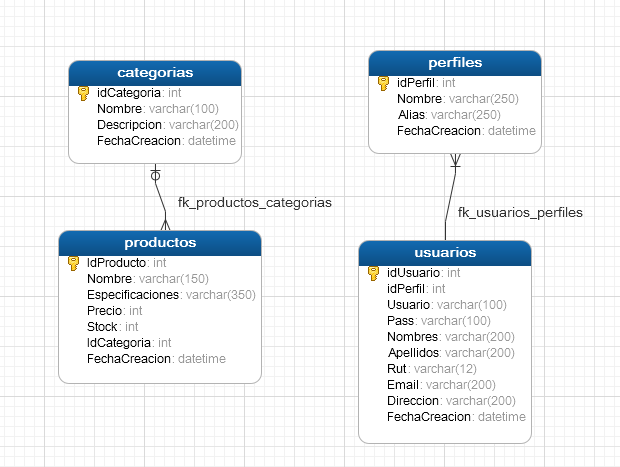 categorias
idCategoria: int
Nombre: varchar(100)
Descripcion: varchar(200)
FechaCreacion: datetime
fk_productos_categorias
productos
IdProducto: int
Nombre: varchar(150)
Especificaciones: varchar(350)
Precio: int
Stock: int
IdCategoria: int
FechaCreacion: datetime
perfiles
idPerfil: int
Nombre: varchar(250)
Alias: varchar(250)
FechaCreacion: datetime
fk_usuarios_perfiles
usuarios
idUsuario: int
idPerfil: int
Usuario: varchar(100)
Pass: varchar(100)
Nombres: varchar(200)
Apellidos: varchar(200)
Rut: varchar(12)
Email: varchar(200)
Direccion: varchar(200)
FechaCreacion: datetime